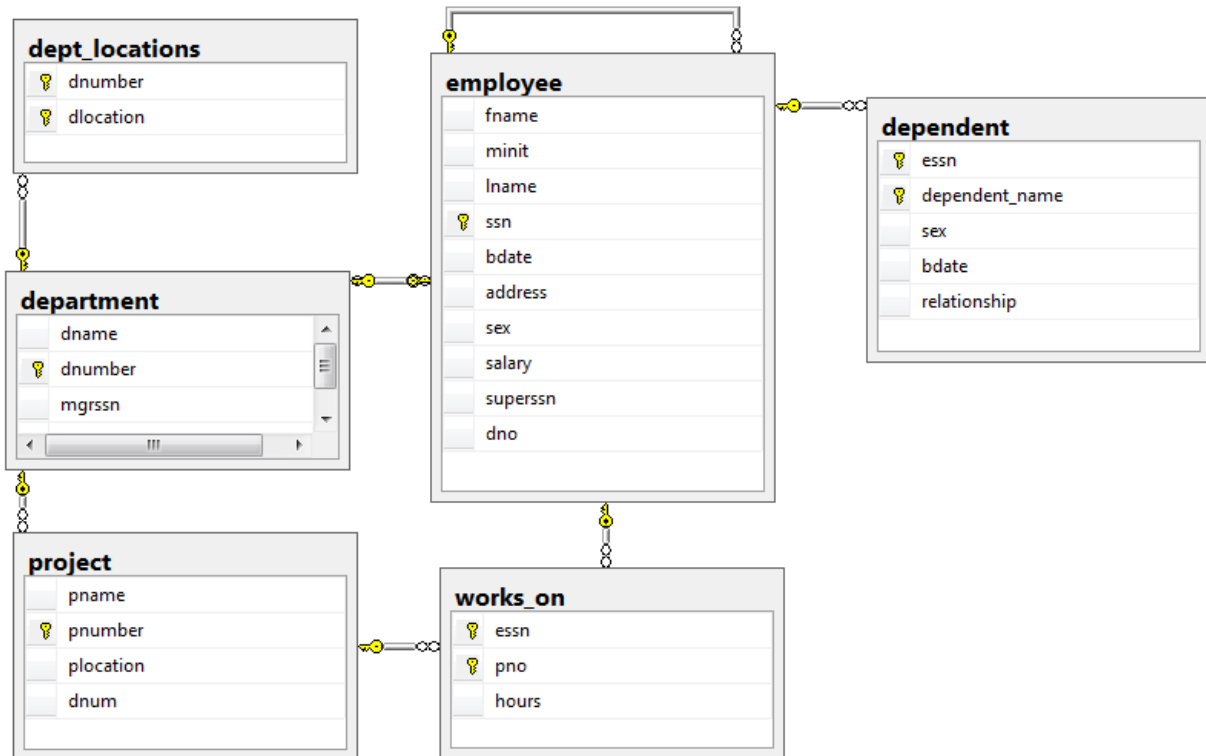 dept_locations
dnumber
dlocation
employee
fname
minit
lname
ssn
bdate
address
sex
salary
superssn
dno
dependent
essn
dependent_name
sex
bdate
relationship
department
dname
dnumber
mgrssn
project
pname
pnumber
plocation
dnum
works_on
essn
pno
hours